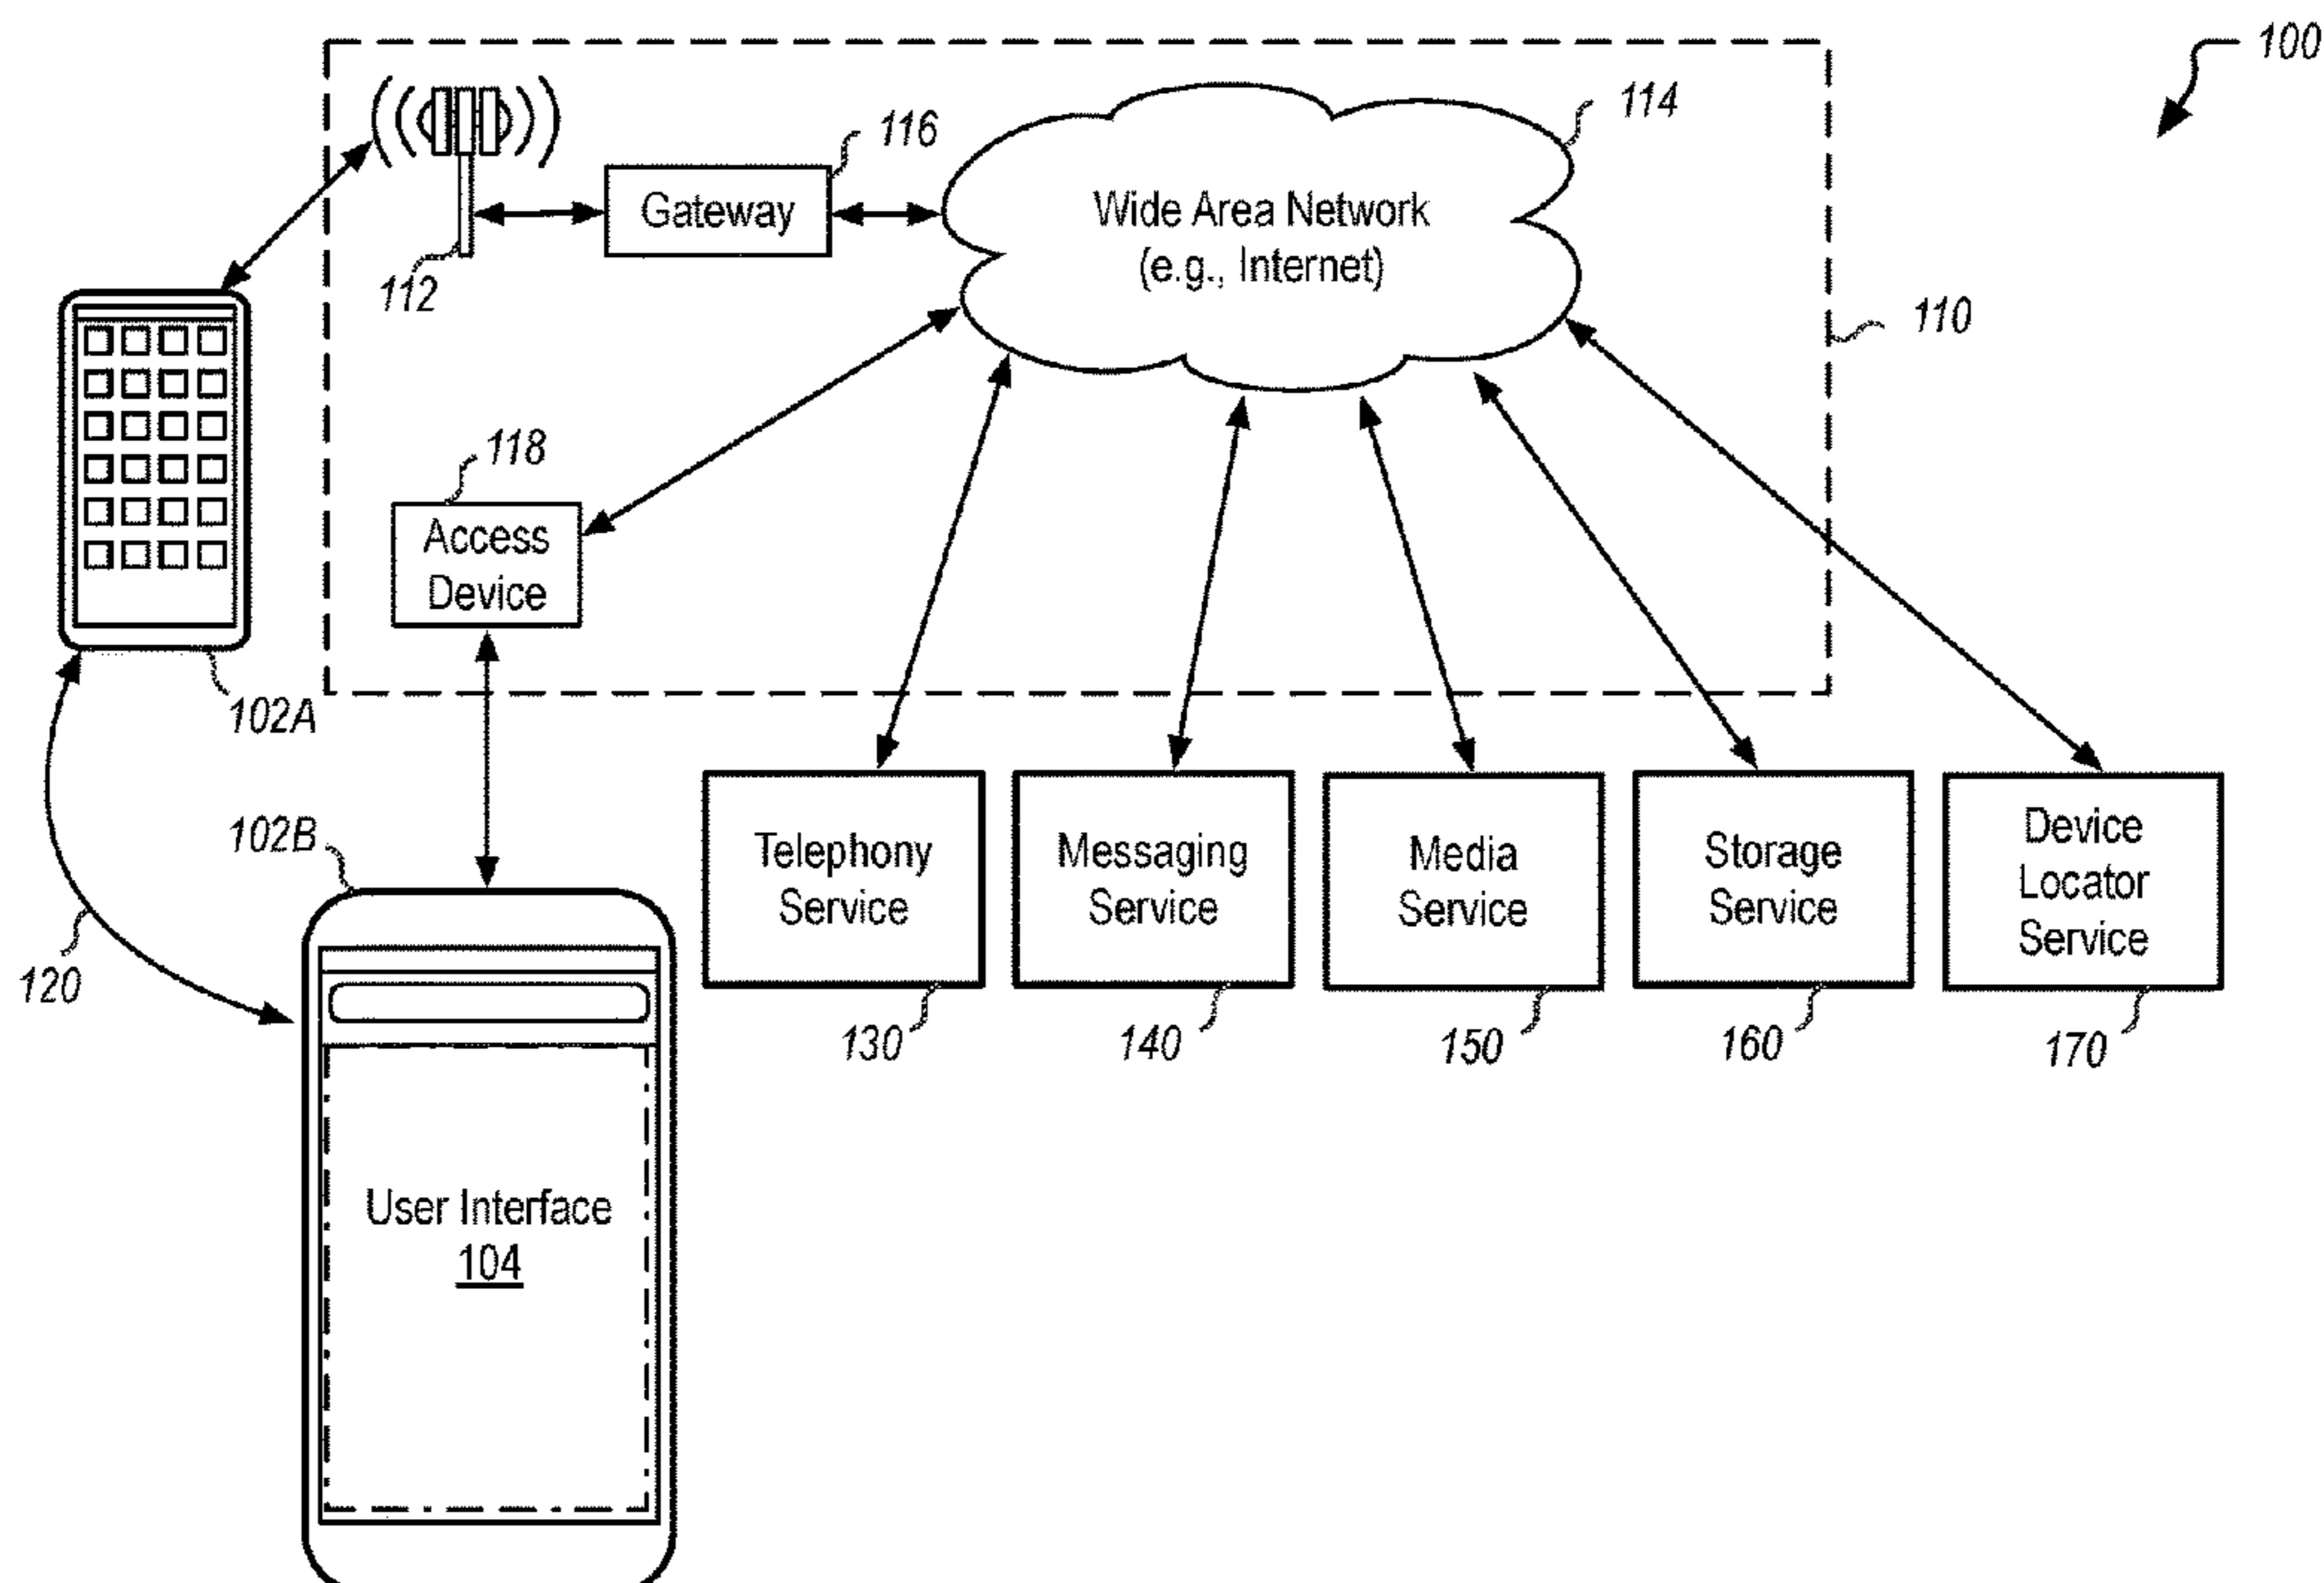 100
114
116
Gateway
Wide Area Network
(e.g., Internet)
112
110
118
Access
Device
102A
102B
Telephony
Service
Messaging
Service
Media
Service
Storage
Service
Device
Locator
Service
120
130
140
150
160
170
User Interface
104